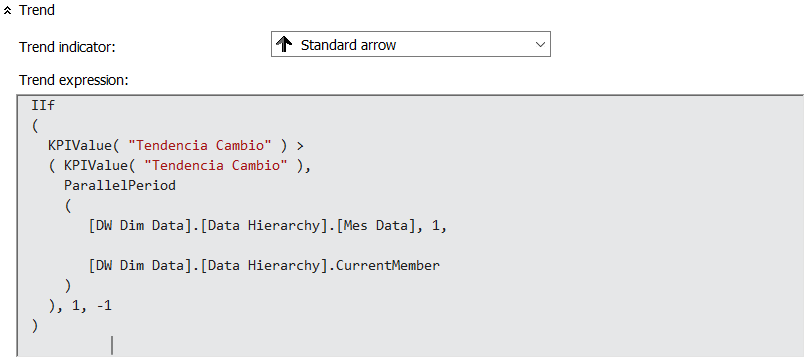 Trend
Trend indicator:
Standard arrow
Trend expression:
IIf
(
KPIValue( "Tendencia Cambio" ) >
( KPIValue( "Tendencia Cambio" ),
ParallelPeriod
(
[DW Dim Data].[Data Hierarchy].[Mes Data], 1,
[DW Dim Data].[Data Hierarchy].CurrentMember
)
), 1, -1
)